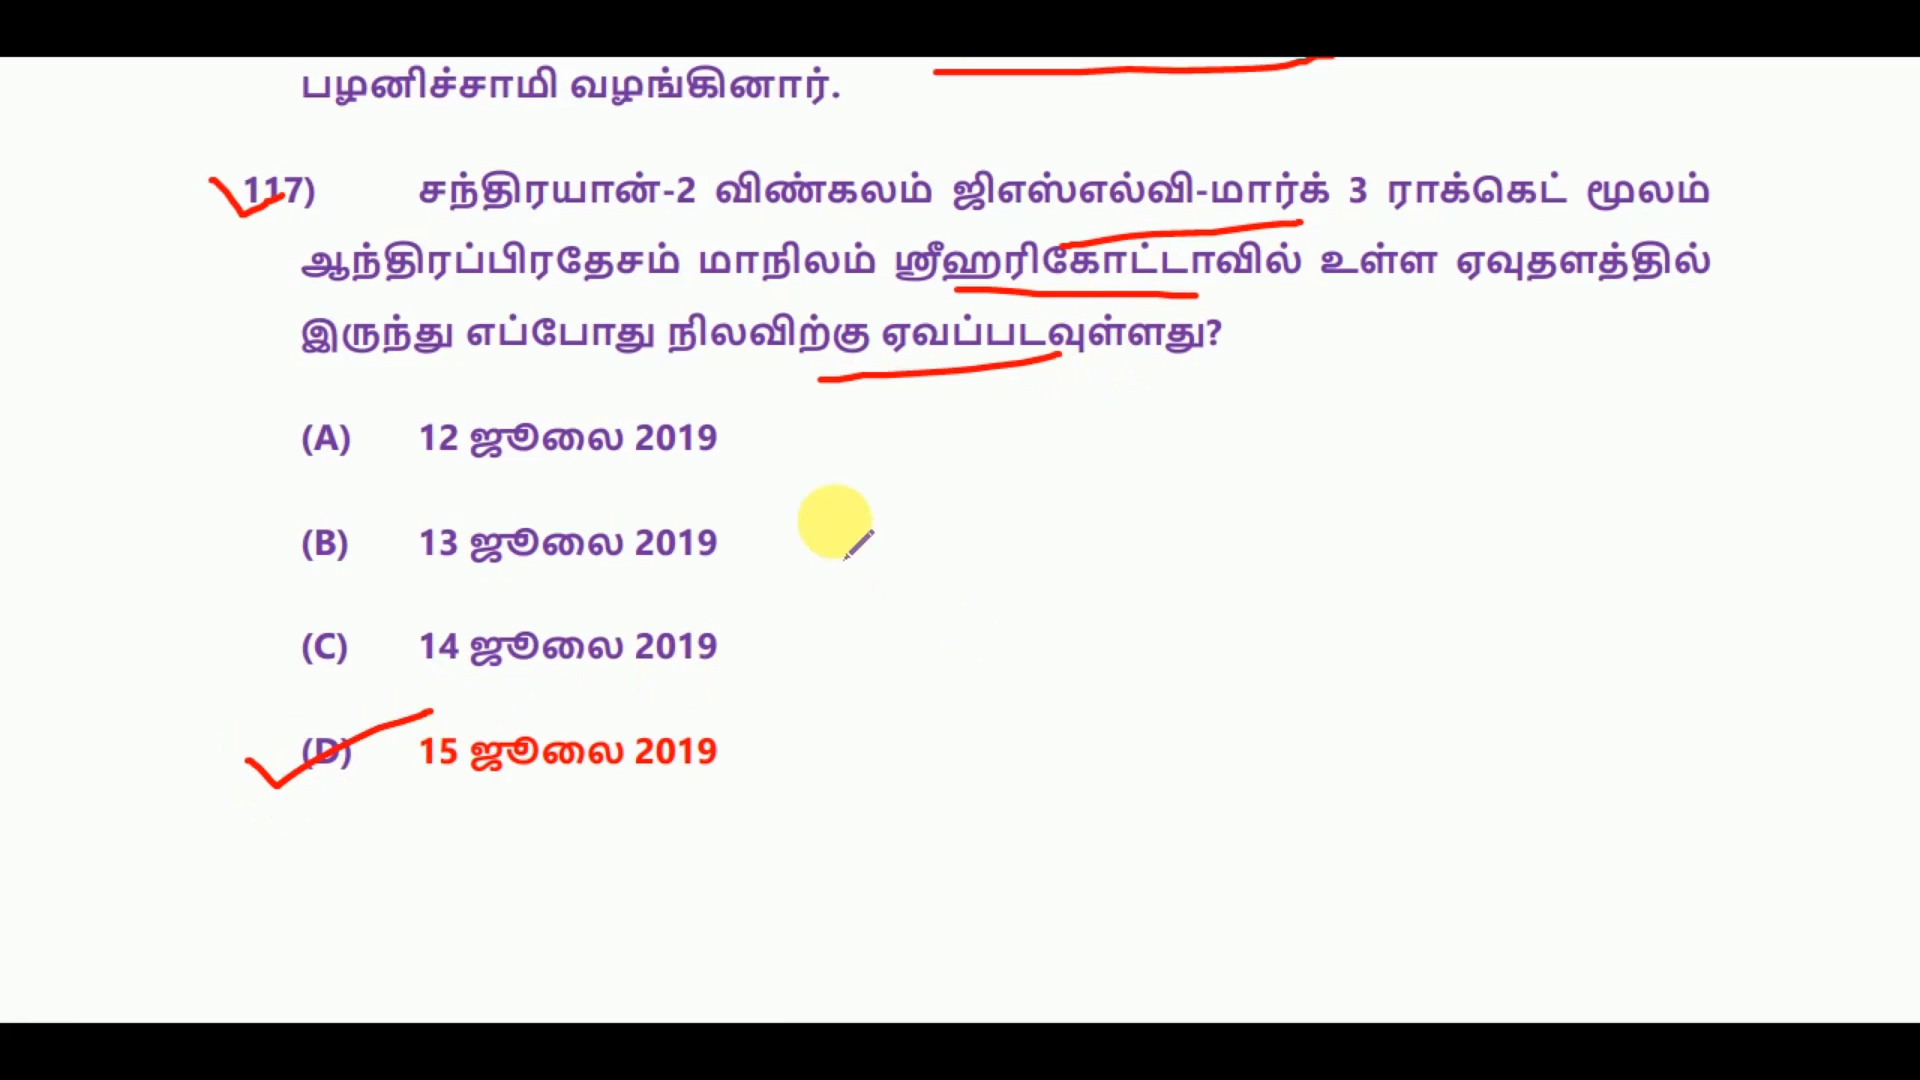 பழனிச்சாமி வழங்கினார்.
117) சந்திரயான்-2 விண்கலம் ஜிஎஸ்எல்வி-மார்க் 3 ராக்கெட் மூலம்
ஆந்திரப்பிரதேசம் மாநிலம் ஸ்ரீஹரிகோட்டாவில் உள்ள ஏவுதளத்தில்
இருந்து எப்போது நிலவிற்கு ஏவப்படவுள்ளது?
(A) 12 ஜூலை 2019
(B) 13 ஜூலை 2019
(C) 14 ஜூலை 2019
(D) 15 ஜூலை 2019